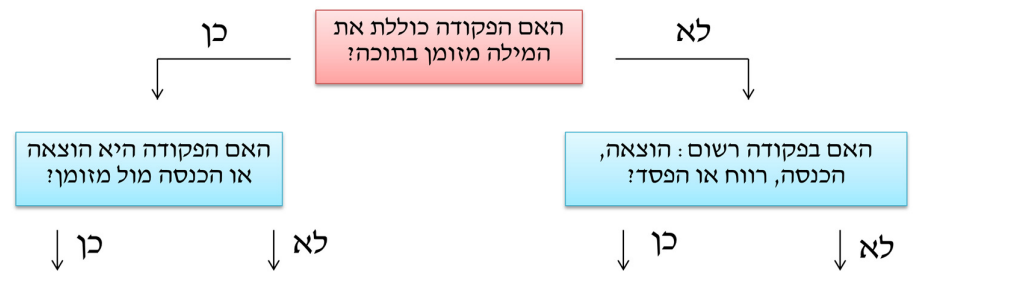 האם הפקודה כוללת את
המילה מזומן בתוכה?
לא
כן
האם בפקודה רשום: הוצאה,
הכנסה, רווח או הפסד?
האם הפקודה היא הוצאה
או הכנסה מול מזומן?
לא
כן
לא
כן